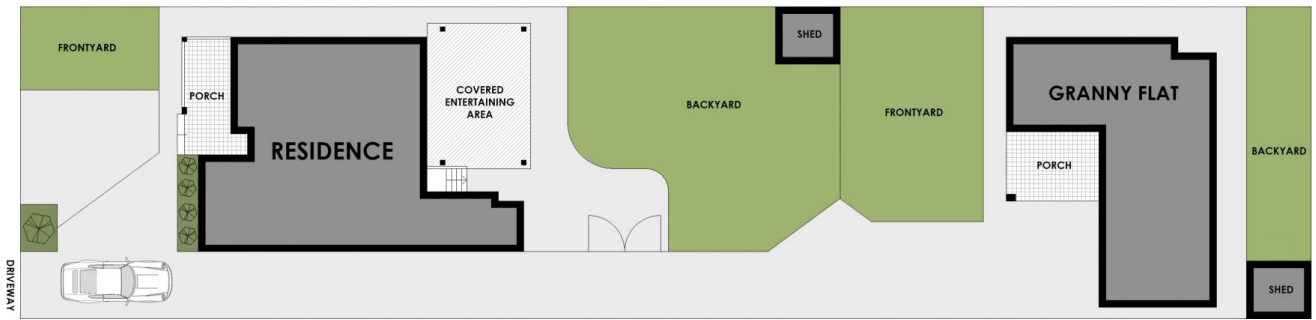 FRONTYARD
PORCH
RESIDENCE
COVERED
ENTERTAINING
AREA
BACKYARD
SHED
FRONTYARD
GRANNY FLAT
PORCH
BACKYARD
SHED
DRIVEWAY